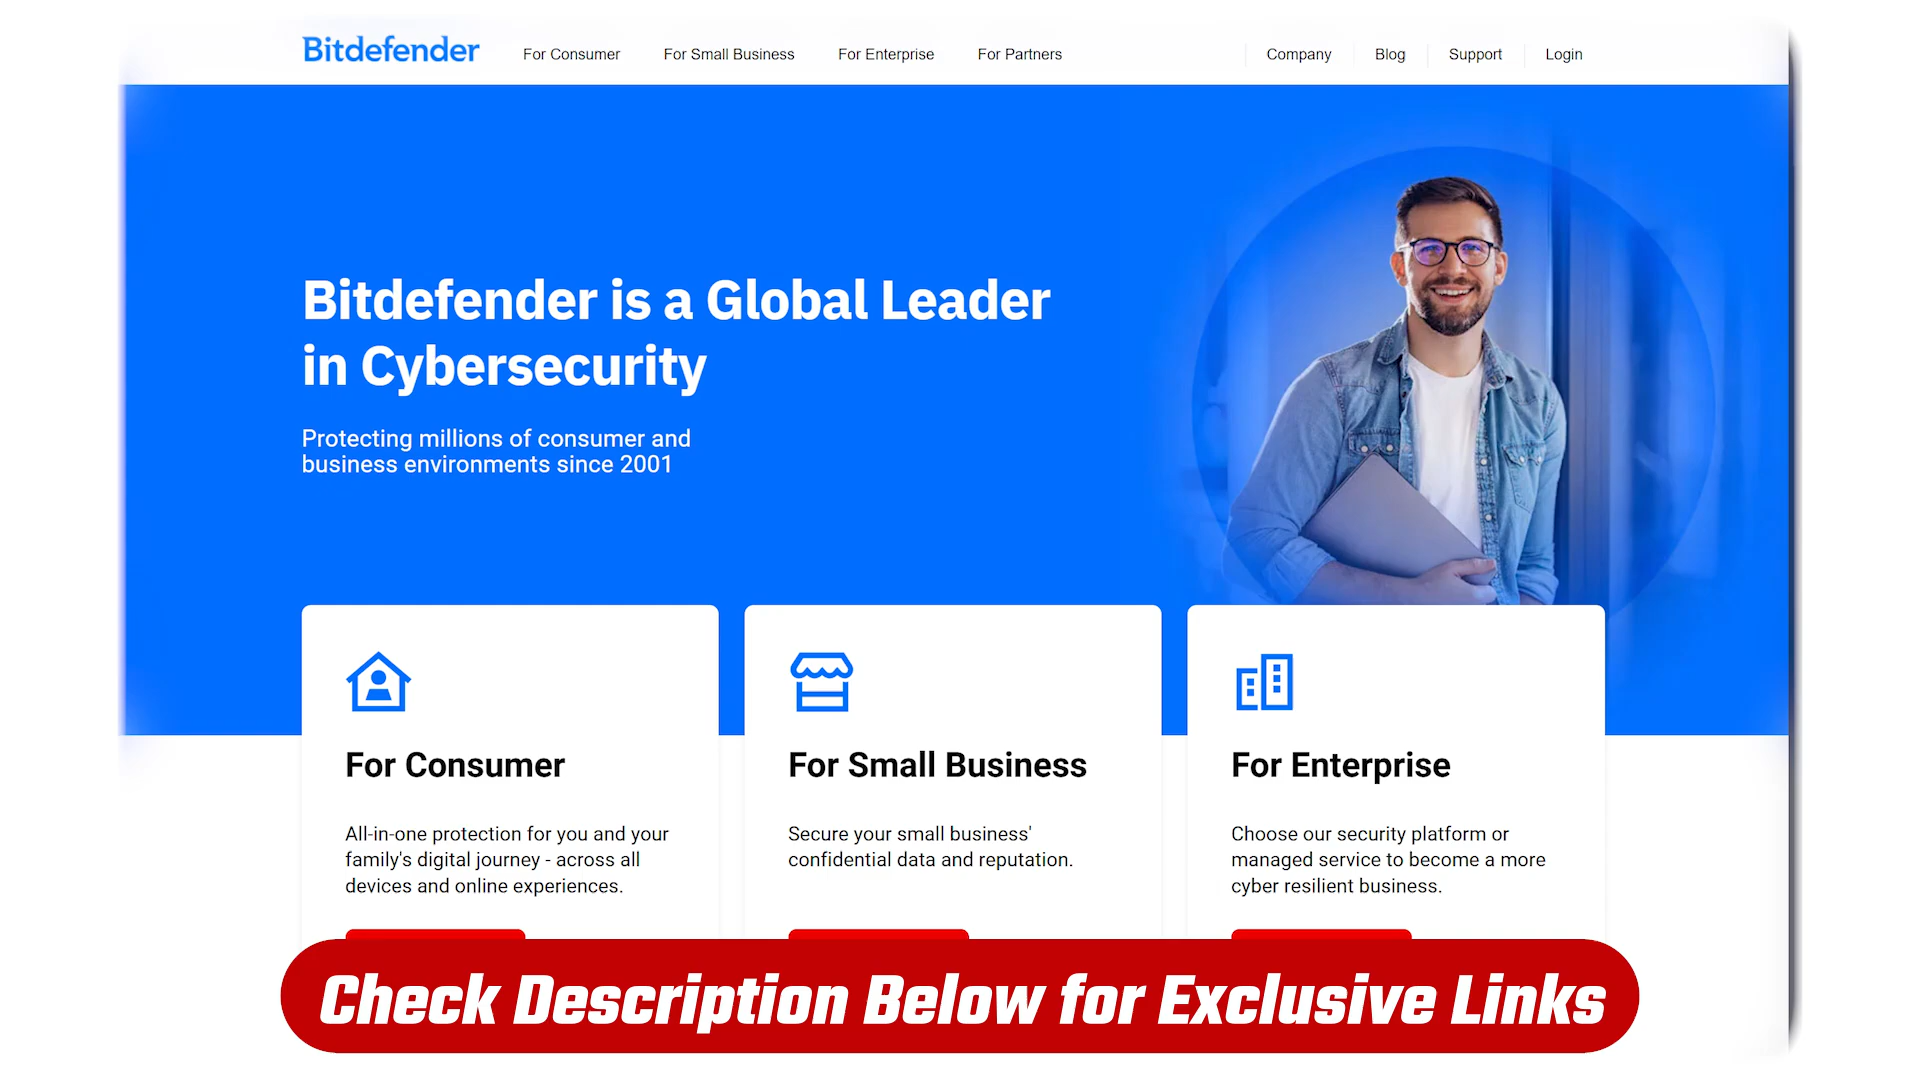 Bitdefender
For Consumer
For Small Business
For Enterprise
For Partners
Company
Blog
Support
Login
Bitdefender is a Global Leader
in Cybersecurity
Protecting millions of consumer and
business environments since 2001
For Consumer
All-in-one protection for you and your
family's digital journey - across all
devices and online experiences.
For Small Business
Secure your small business'
confidential data and reputation.
For Enterprise
Choose our security platform or
managed service to become a more
cyber resilient business.
Check Description Below for Exclusive Links